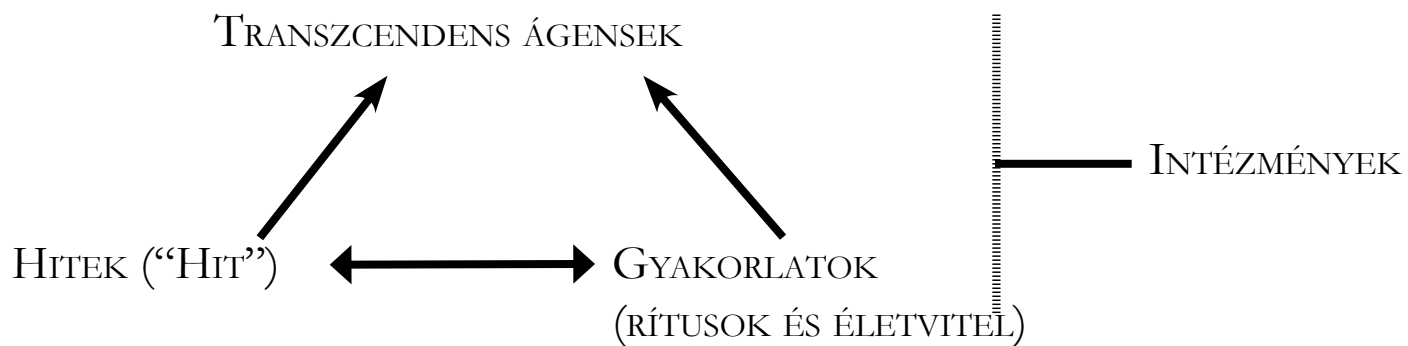 Transzcendens ágensek
Intézmények
Hitek (“Hit”)
Gyakorlatok
(rítusok és életvitel)